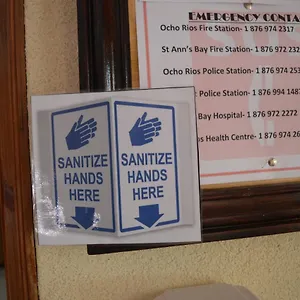 EMERGENCY CONTA
Ocho Rios Fire Station- 1 876 974 2317
St Ann's Bay Fire Station- 1 876 972 232
Ocho Rios Police Station- 1 876 974 253
Police Station- 1 876 994 148
Bay Hospital- 1 876 972 2272
os Health Centre- 1 876 974 26
SANITIZE
HANDS
HERE
SANITIZE
HANDS
HERE